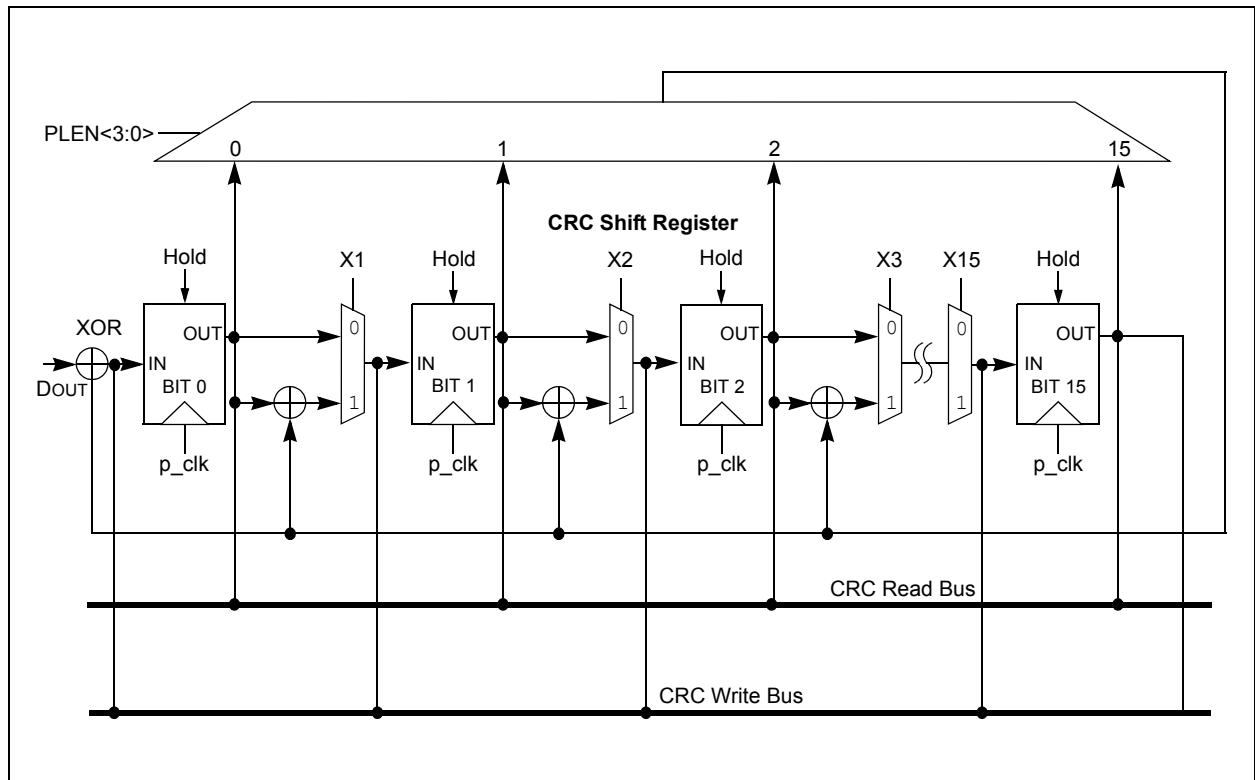 PLEN<3:0>
0 1 2 15
CRC Shift Register
Hold X1 Hold X2 Hold X3 X15 Hold
XOR
OUT 0 OUT 0 OUT 0 0 OUT
IN IN IN IN
DOUT BIT 0 BIT 1 BIT 2 BIT 15
1 1 1 1
p_clk p_clk p_clk p_clk
CRC Read Bus
CRC Write Bus